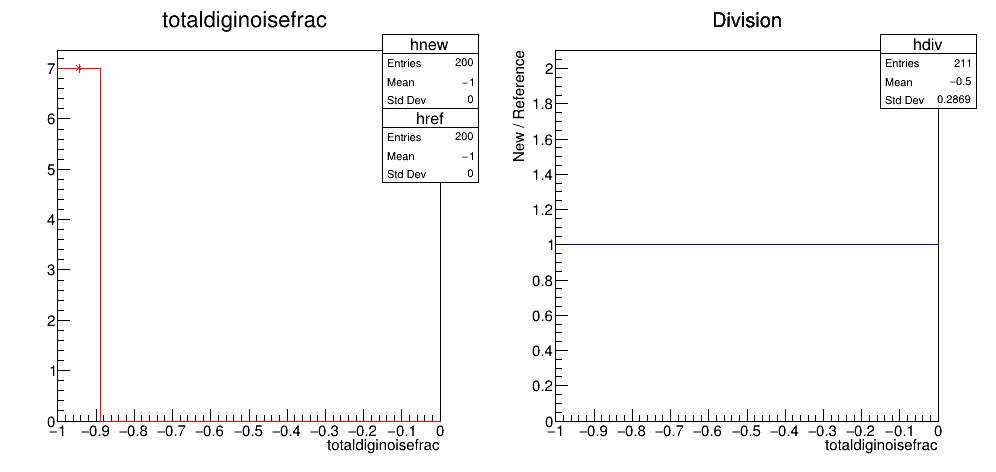 totaldiginoisefrac
hnew
Entries 200
Mean −1
Std Dev 0
href
Entries 200
Mean −1
Std Dev 0
7
6
5
4
3
2
1
0
−1 −0.9 −0.8 −0.7 −0.6 −0.5 −0.4 −0.3 −0.2 −0.1 0
totaldiginoisefrac
Division
hdiv
Entries 211
Mean −0.5
Std Dev 0.2869
New / Reference
2
1.8
1.6
1.4
1.2
1
0.8
0.6
0.4
0.2
0
−1 −0.9 −0.8 −0.7 −0.6 −0.5 −0.4 −0.3 −0.2 −0.1 0
totaldiginoisefrac